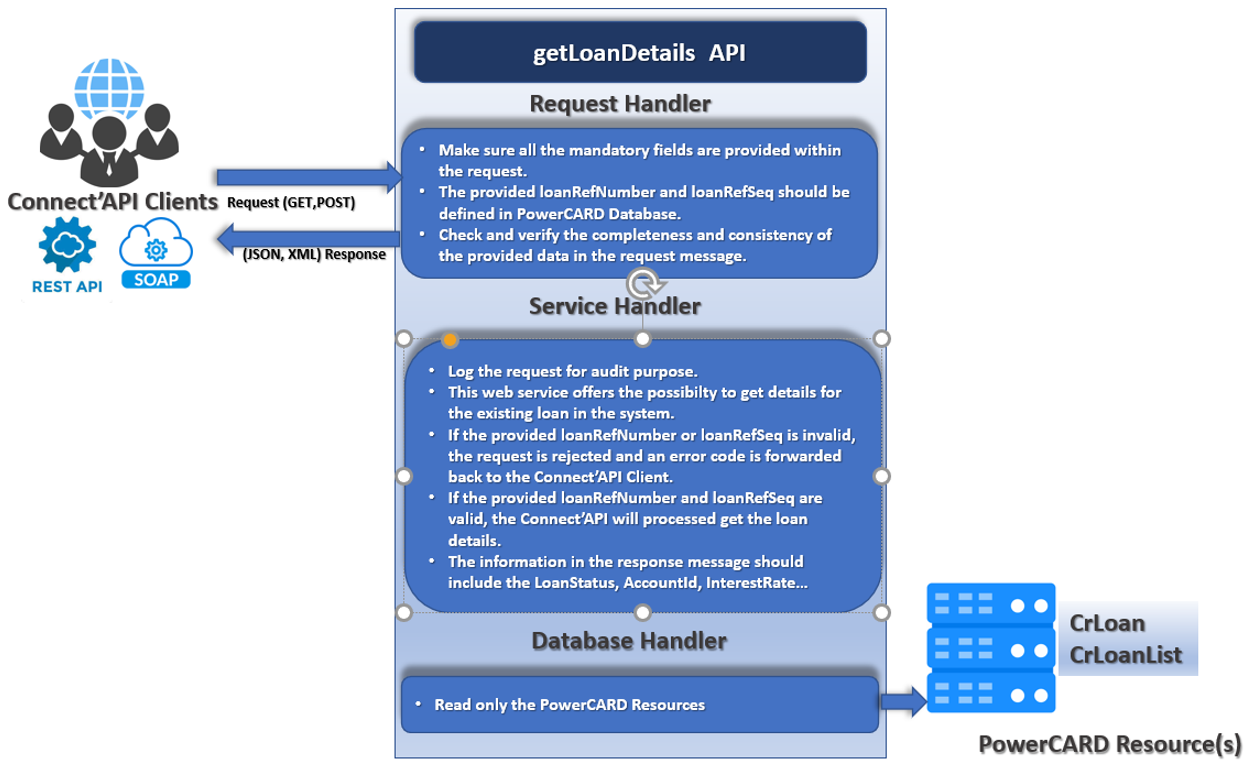 getLoanDetails API
Request Handler
• Make sure all the mandatory fields are provided within
the request.
• The provided loanRefNumber and loanRefSeq should be
defined in PowerCARD Database.
• Check and verify the completeness and consistency of
the provided data in the request message.
Connect'API Clients
Request (GET,POST)
(JSON, XML) Response
REST API
SOAP
Service Handler
• Log the request for audit purpose.
• This web service offers the possibilty to get details for
the existing loan in the system.
• If the provided loanRefNumber or loanRefSeq is invalid,
the request is rejected and an error code is forwarded
back to the Connect'API Client.
• If the provided loanRefNumber and loanRefSeq are
valid, the Connect'API will processed get the loan
details.
• The information in the response message should
include the LoanStatus, AccountId, InterestRate...
Database Handler
• Read only the PowerCARD Resources
CrLoan
CrLoanList
PowerCARD Resource(s)